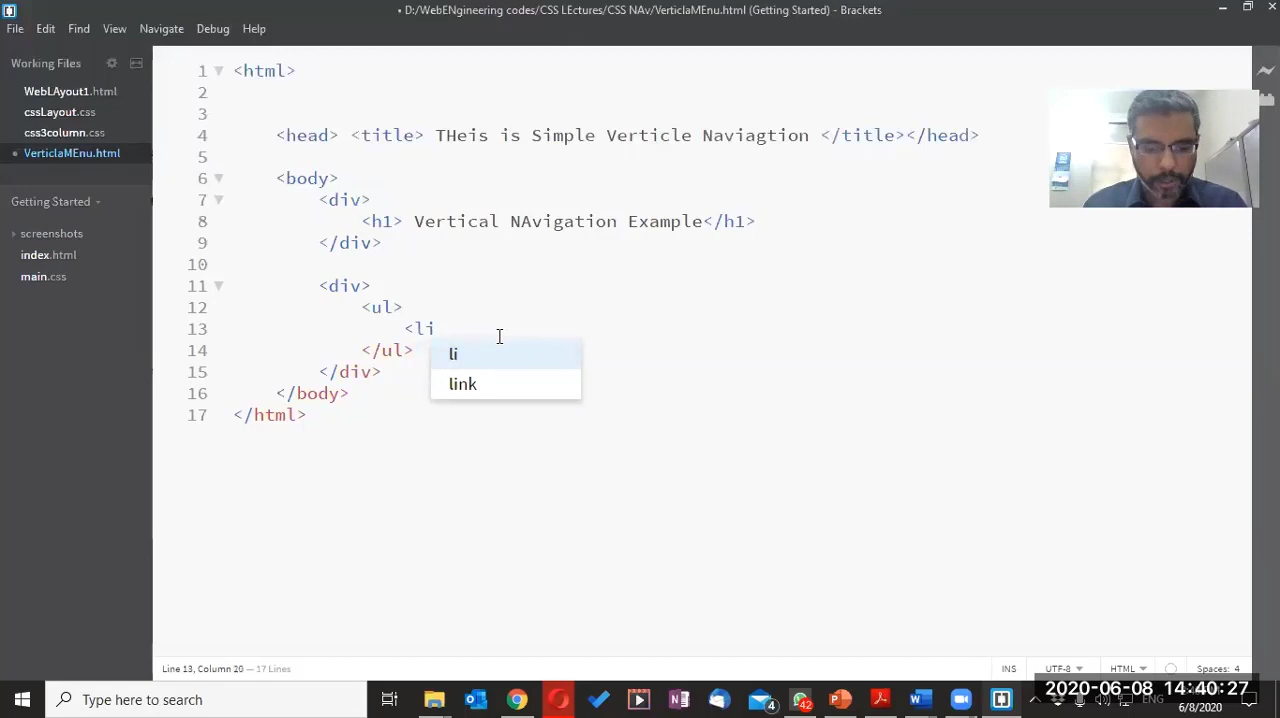 • D:/WebENgineering codes/CSS LEctures/CSS NAv/VerticlaMEnu.html (Getting Started) - Brackets
File Edit Find View Navigate Debug Help
Working Files
WebLAyout1.html
cssLayout.css
css3column.css
VerticlaMEnu.html
Getting Started
screenshots
index.html
main.css
1 <html>
2
3
4 <head> <title> THeis is Simple Verticle Naviagtion </title></head>
5
6 <body>
7 <div>
8 <h1> Vertical NAvigation Example</h1>
9 </div>
10
11 <div>
12 <ul>
13 <li
14 </ul>
15 </div>
16 </body>
17 </html>
li
link
Line 13, Column 20 — 17 Lines
INS UTF-8 HTML Spaces: 4
Type here to search
4
42
2020-06-08 14:40:27
ENG
6/8/2020